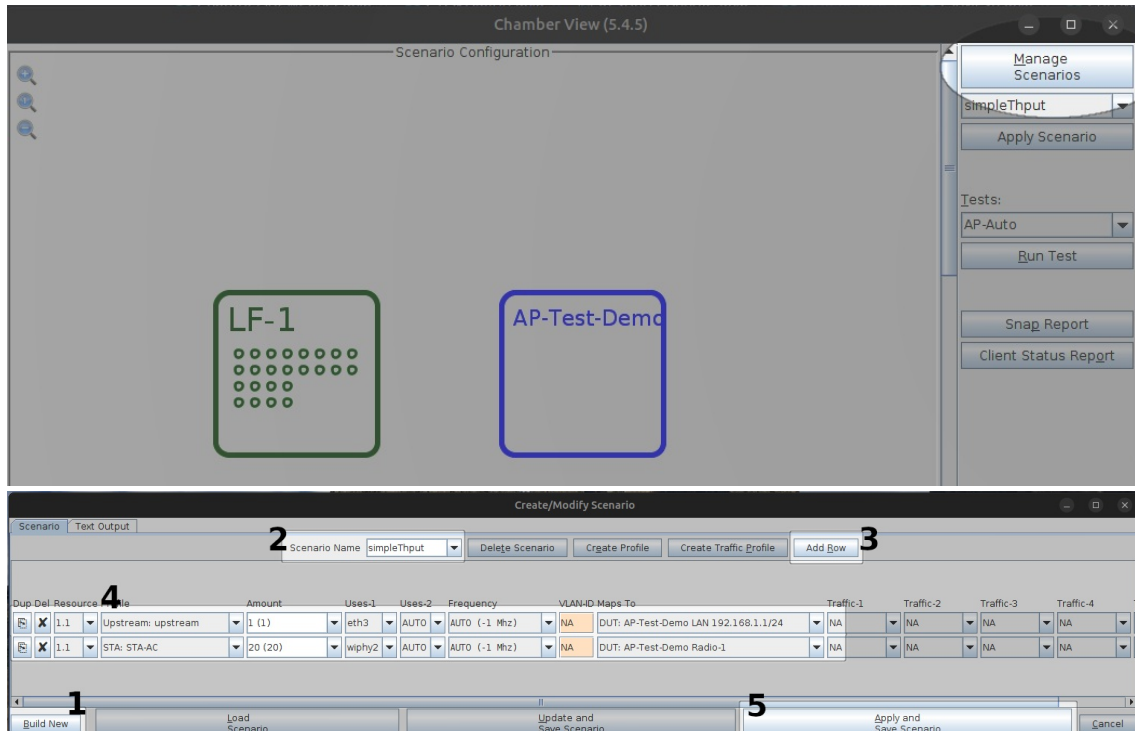 Chamber View (5.4.5)
Scenario Configuration
Manage
Scenarios
simpleThput
Apply Scenario
Tests:
AP-Auto
Run Test
Snap Report
Client Status Report
LF-1
AP-Test-Demo
Create/Modify Scenario
Scenario Text Output
2 Scenario Name simpleThput Delete Scenario Create Profile Create Traffic Profile Add Row 3
4
Dup Del Resource Profile Amount Uses-1 Uses-2 Frequency VLAN-ID Maps To Traffic-1 Traffic-2 Traffic-3 Traffic-4
1.1 Upstream: upstream 1 (1) eth3 AUTO AUTO (-1 Mhz) NA DUT: AP-Test-Demo LAN 192.168.1.1/24 NA NA NA NA
1.1 STA: STA-AC 20 (20) wiphy2 AUTO AUTO (-1 Mhz) NA DUT: AP-Test-Demo Radio-1 NA NA NA NA
1 5
Build New Load Scenario Update and Save Scenario Apply and Save Scenario Cancel